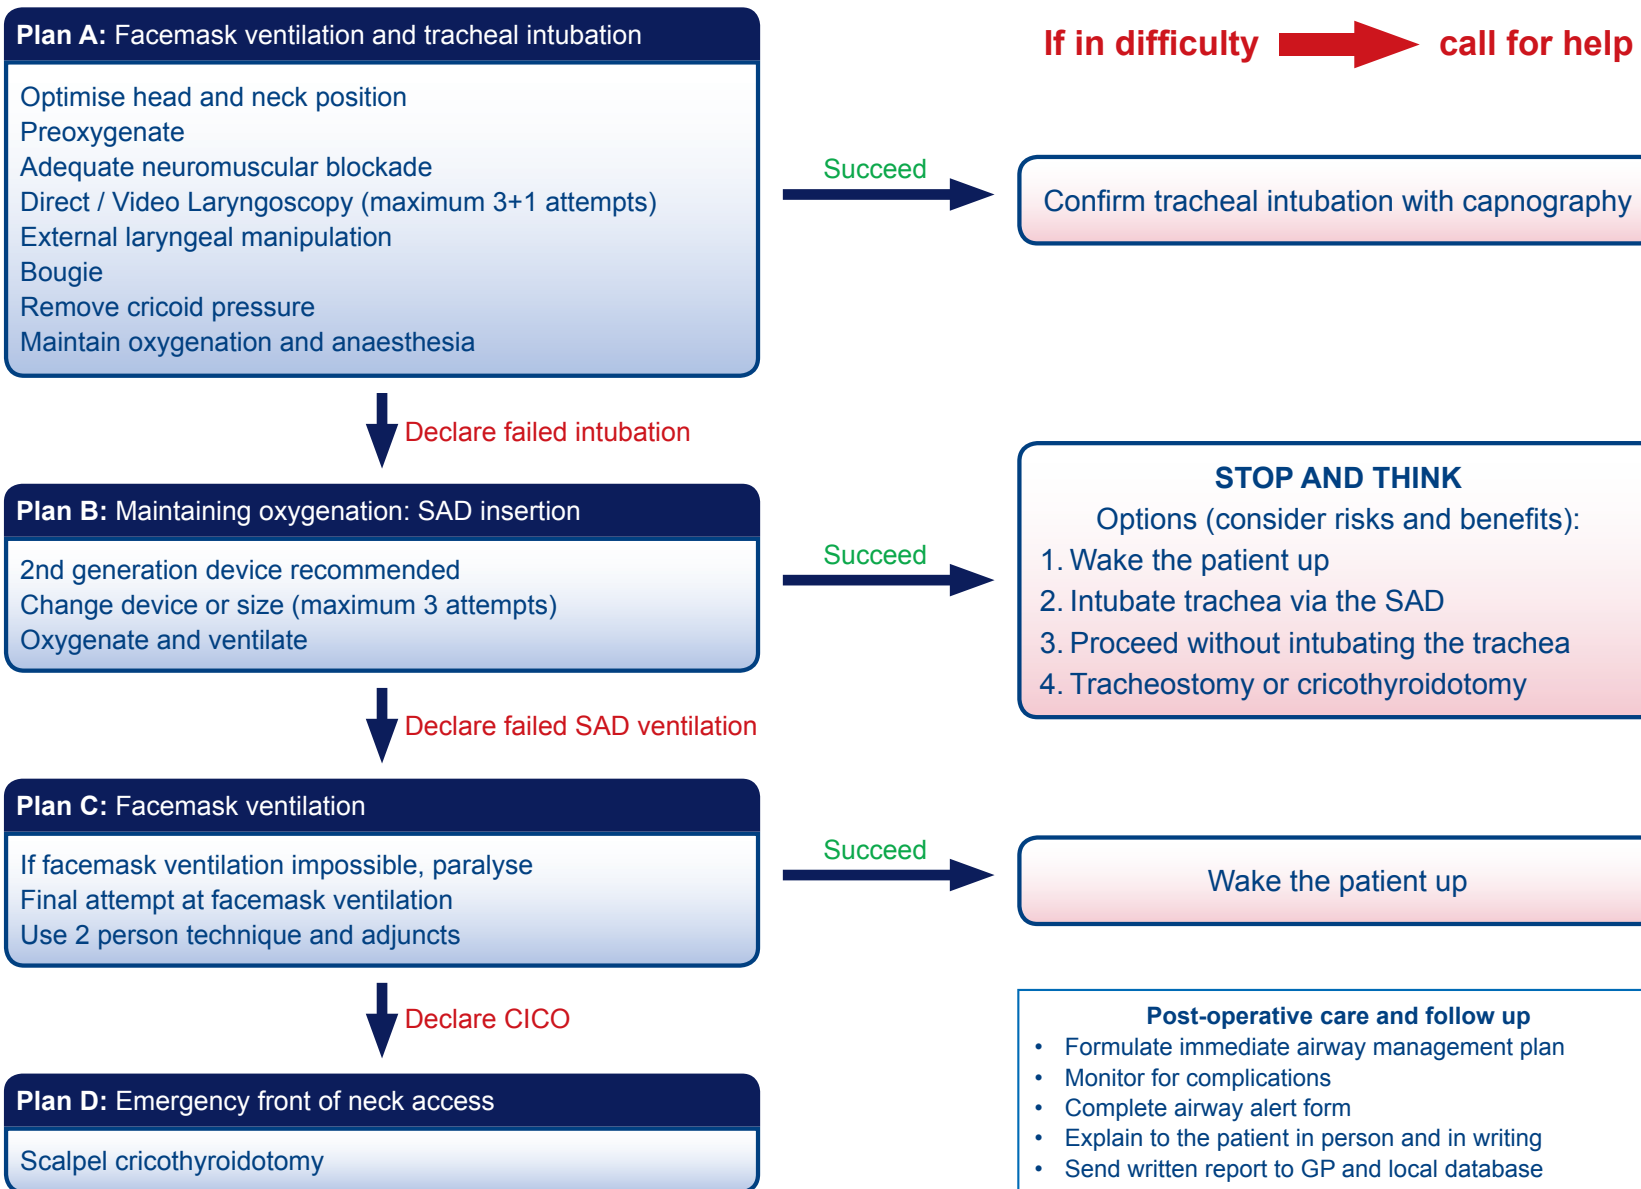 Plan A: Facemask ventilation and tracheal intubation
Optimise head and neck position
Preoxygenate
Adequate neuromuscular blockade
Direct / Video Laryngoscopy (maximum 3+1 attempts)
External laryngeal manipulation
Bougie
Remove cricoid pressure
Maintain oxygenation and anaesthesia
If in difficulty call for help
Succeed
Confirm tracheal intubation with capnography
Declare failed intubation
Plan B: Maintaining oxygenation: SAD insertion
2nd generation device recommended
Change device or size (maximum 3 attempts)
Oxygenate and ventilate
Succeed
STOP AND THINK
Options (consider risks and benefits):
1. Wake the patient up
2. Intubate trachea via the SAD
3. Proceed without intubating the trachea
4. Tracheostomy or cricothyroidotomy
Declare failed SAD ventilation
Plan C: Facemask ventilation
If facemask ventilation impossible, paralyse
Final attempt at facemask ventilation
Use 2 person technique and adjuncts
Succeed
Wake the patient up
Declare CICO
Plan D: Emergency front of neck access
Scalpel cricothyroidotomy
Post-operative care and follow up
• Formulate immediate airway management plan
• Monitor for complications
• Complete airway alert form
• Explain to the patient in person and in writing
• Send written report to GP and local database